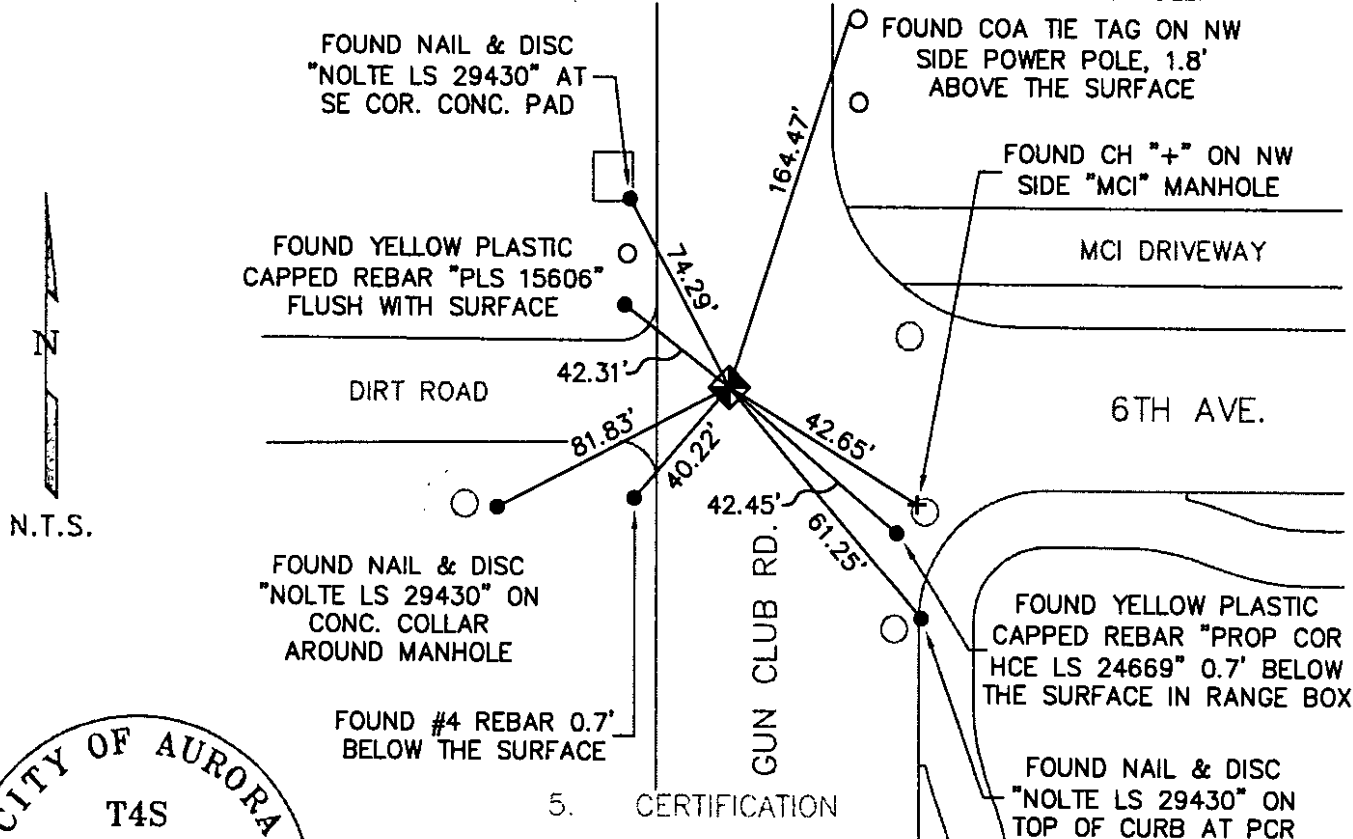 FOUND NAIL & DISC
"NOLTE LS 29430" AT
SE COR. CONC. PAD
FOUND COA TIE TAG ON NW
SIDE POWER POLE, 1.8'
ABOVE THE SURFACE
164.47'
FOUND CH "+" ON NW
SIDE "MCI" MANHOLE
FOUND YELLOW PLASTIC
CAPPED REBAR "PLS 15606"
FLUSH WITH SURFACE
74.29'
MCI DRIVEWAY
N
42.31'
DIRT ROAD
6TH AVE.
81.83'
40.22'
42.65'
42.45'
61.25'
N.T.S.
GUN CLUB RD.
FOUND NAIL & DISC
"NOLTE LS 29430" ON
CONC. COLLAR
AROUND MANHOLE
FOUND YELLOW PLASTIC
CAPPED REBAR "PROP COR
HCE LS 24669" 0.7' BELOW
THE SURFACE IN RANGE BOX
FOUND #4 REBAR 0.7'
BELOW THE SURFACE
FOUND NAIL & DISC
"NOLTE LS 29430" ON
TOP OF CURB AT PCR
CITY OF AURORA
T4S
5. CERTIFICATION